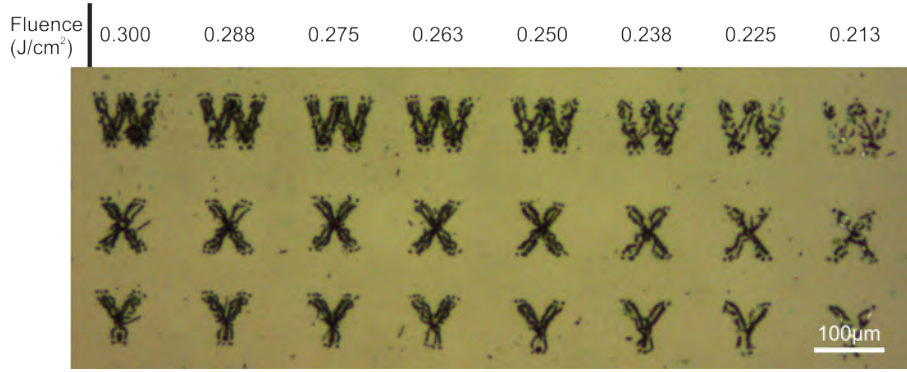 Fluence 0.300 0.288 0.275 0.263 0.250 0.238 0.225 0.213
(J/cm²)
W W W W W W W W
X X X X X X X X
Y Y Y Y Y Y Y Y
100μm